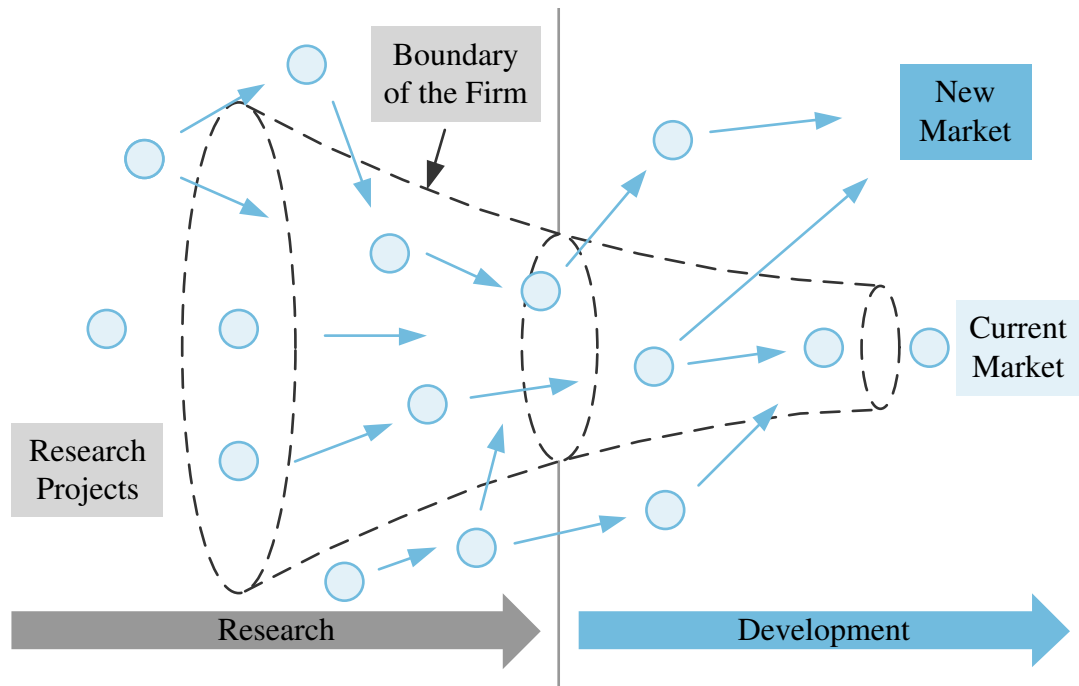 Boundary
of the Firm
New
Market
Current
Market
Research
Projects
Research
Development